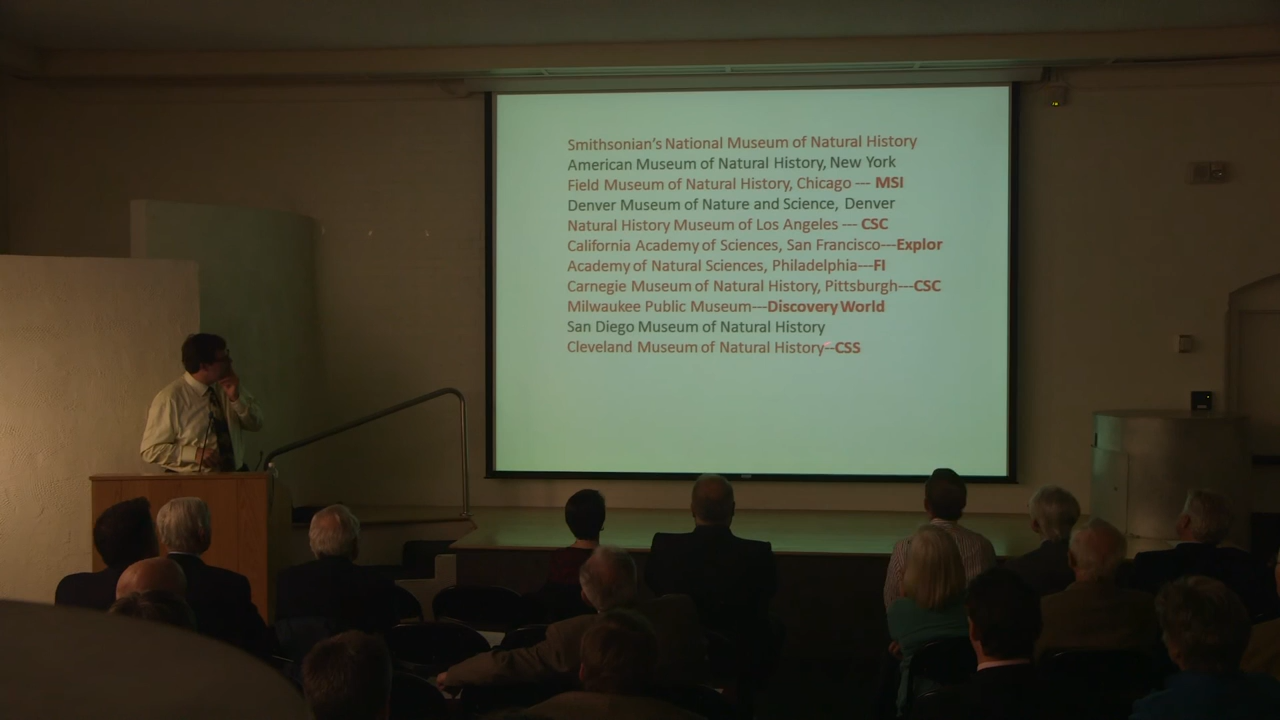 Smithsonian's National Museum of Natural History
American Museum of Natural History, New York
Field Museum of Natural History, Chicago --- MSI
Denver Museum of Nature and Science, Denver
Natural History Museum of Los Angeles --- CSC
California Academy of Sciences, San Francisco---Explor
Academy of Natural Sciences, Philadelphia---FI
Carnegie Museum of Natural History, Pittsburgh---CSC
Milwaukee Public Museum---Discovery World
San Diego Museum of Natural History
Cleveland Museum of Natural History--CSS